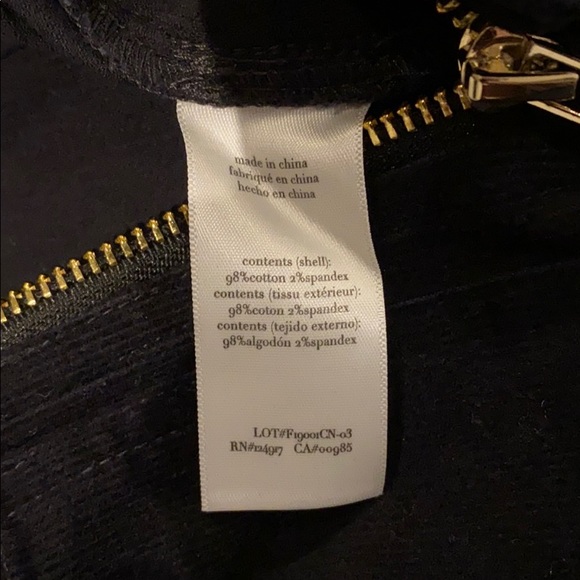 made in china
fabriqué en china
hecho en china
contents (shell):
98%cotton 2%spandex
contents (tissu extérieur):
98%coton 2%spandex
contents (tejido externo):
98%algodón 2%spandex
LOT#F19001CN-03
RN#124917 CA#00985